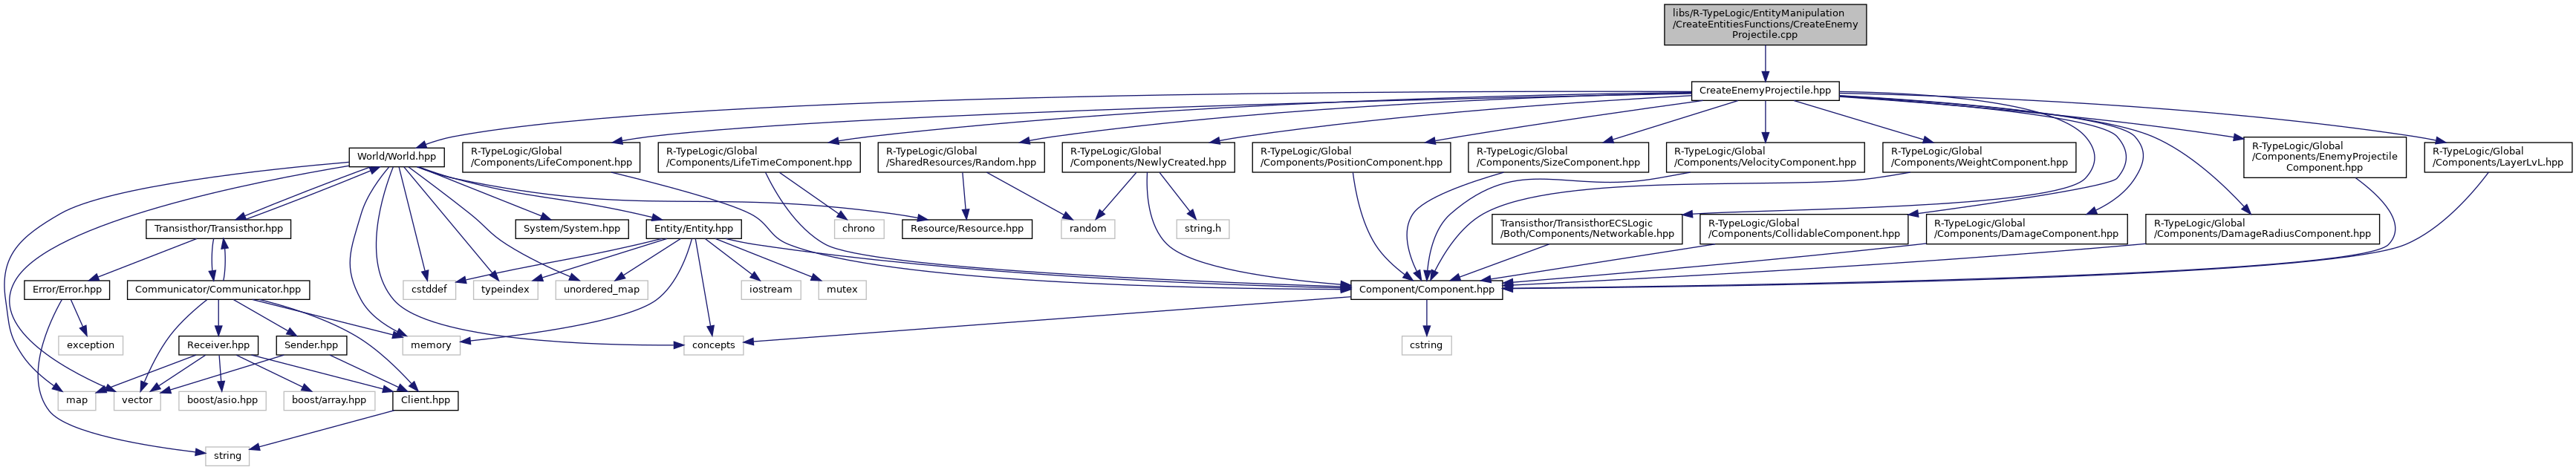 libs/R-TypeLogic/EntityManipulation
/CreateEntitiesFunctions/CreateEnemy
Projectile.cpp
CreateEnemyProjectile.hpp
World/World.hpp
R-TypeLogic/Global
/Components/LifeComponent.hpp
R-TypeLogic/Global
/Components/LifeTimeComponent.hpp
R-TypeLogic/Global
/SharedResources/Random.hpp
R-TypeLogic/Global
/Components/NewlyCreated.hpp
R-TypeLogic/Global
/Components/PositionComponent.hpp
R-TypeLogic/Global
/Components/SizeComponent.hpp
R-TypeLogic/Global
/Components/VelocityComponent.hpp
R-TypeLogic/Global
/Components/WeightComponent.hpp
R-TypeLogic/Global
/Components/EnemyProjectile
Component.hpp
R-TypeLogic/Global
/Components/LayerLvL.hpp
Transisthor/Transisthor.hpp
System/System.hpp
Entity/Entity.hpp
chrono
Resource/Resource.hpp
random
string.h
Transisthor/TransisthorECSLogic
/Both/Components/Networkable.hpp
R-TypeLogic/Global
/Components/CollidableComponent.hpp
R-TypeLogic/Global
/Components/DamageComponent.hpp
R-TypeLogic/Global
/Components/DamageRadiusComponent.hpp
Error/Error.hpp
Communicator/Communicator.hpp
cstddef
typeindex
unordered_map
iostream
mutex
Component/Component.hpp
exception
Receiver.hpp
Sender.hpp
memory
concepts
cstring
map
vector
boost/asio.hpp
boost/array.hpp
Client.hpp
string